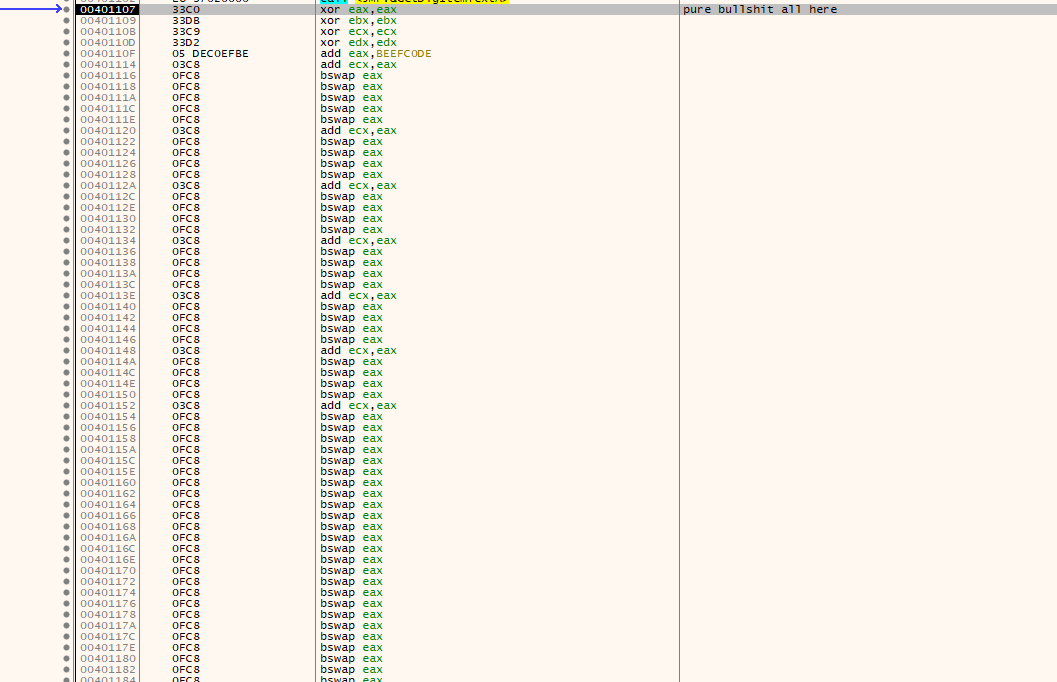 00401107 33C0 xor eax,eax pure bullshit all here
00401109 33DB xor ebx,ebx
0040110B 33C9 xor ecx,ecx
0040110D 33D2 xor edx,edx
0040110F 05 DEC0EFBE add eax,BEEFC0DE
00401114 03C8 add ecx,eax
00401116 0FC8 bswap eax
00401118 0FC8 bswap eax
0040111A 0FC8 bswap eax
0040111C 0FC8 bswap eax
0040111E 0FC8 bswap eax
00401120 03C8 add ecx,eax
00401122 0FC8 bswap eax
00401124 0FC8 bswap eax
00401126 0FC8 bswap eax
00401128 0FC8 bswap eax
0040112A 03C8 add ecx,eax
0040112C 0FC8 bswap eax
0040112E 0FC8 bswap eax
00401130 0FC8 bswap eax
00401132 0FC8 bswap eax
00401134 03C8 add ecx,eax
00401136 0FC8 bswap eax
00401138 0FC8 bswap eax
0040113A 0FC8 bswap eax
0040113C 0FC8 bswap eax
0040113E 03C8 add ecx,eax
00401140 0FC8 bswap eax
00401142 0FC8 bswap eax
00401144 0FC8 bswap eax
00401146 0FC8 bswap eax
00401148 03C8 add ecx,eax
0040114A 0FC8 bswap eax
0040114C 0FC8 bswap eax
0040114E 0FC8 bswap eax
00401150 0FC8 bswap eax
00401152 03C8 add ecx,eax
00401154 0FC8 bswap eax
00401156 0FC8 bswap eax
00401158 0FC8 bswap eax
0040115A 0FC8 bswap eax
0040115C 0FC8 bswap eax
0040115E 0FC8 bswap eax
00401160 0FC8 bswap eax
00401162 0FC8 bswap eax
00401164 0FC8 bswap eax
00401166 0FC8 bswap eax
00401168 0FC8 bswap eax
0040116A 0FC8 bswap eax
0040116C 0FC8 bswap eax
0040116E 0FC8 bswap eax
00401170 0FC8 bswap eax
00401172 0FC8 bswap eax
00401174 0FC8 bswap eax
00401176 0FC8 bswap eax
00401178 0FC8 bswap eax
0040117A 0FC8 bswap eax
0040117C 0FC8 bswap eax
0040117E 0FC8 bswap eax
00401180 0FC8 bswap eax
00401182 0FC8 bswap eax
00401184 0FC8 bswap eax